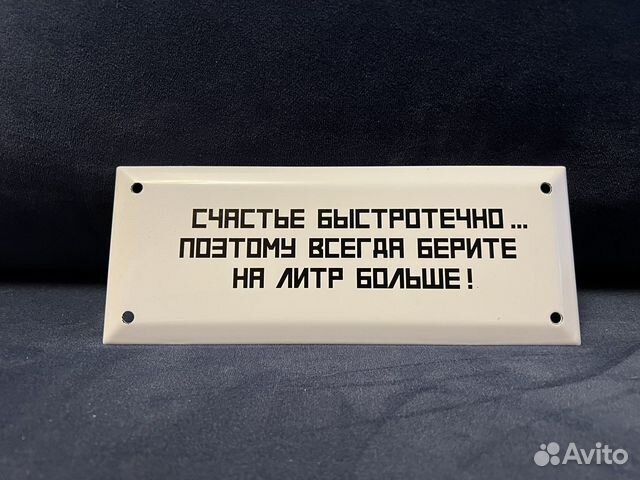 СЧАСТЬЕ БЫСТРОТЕЧНО...
ПОЭТОМУ ВСЕГДА БЕРИТЕ
НА ЛИТР БОЛЬШЕ!
Avito